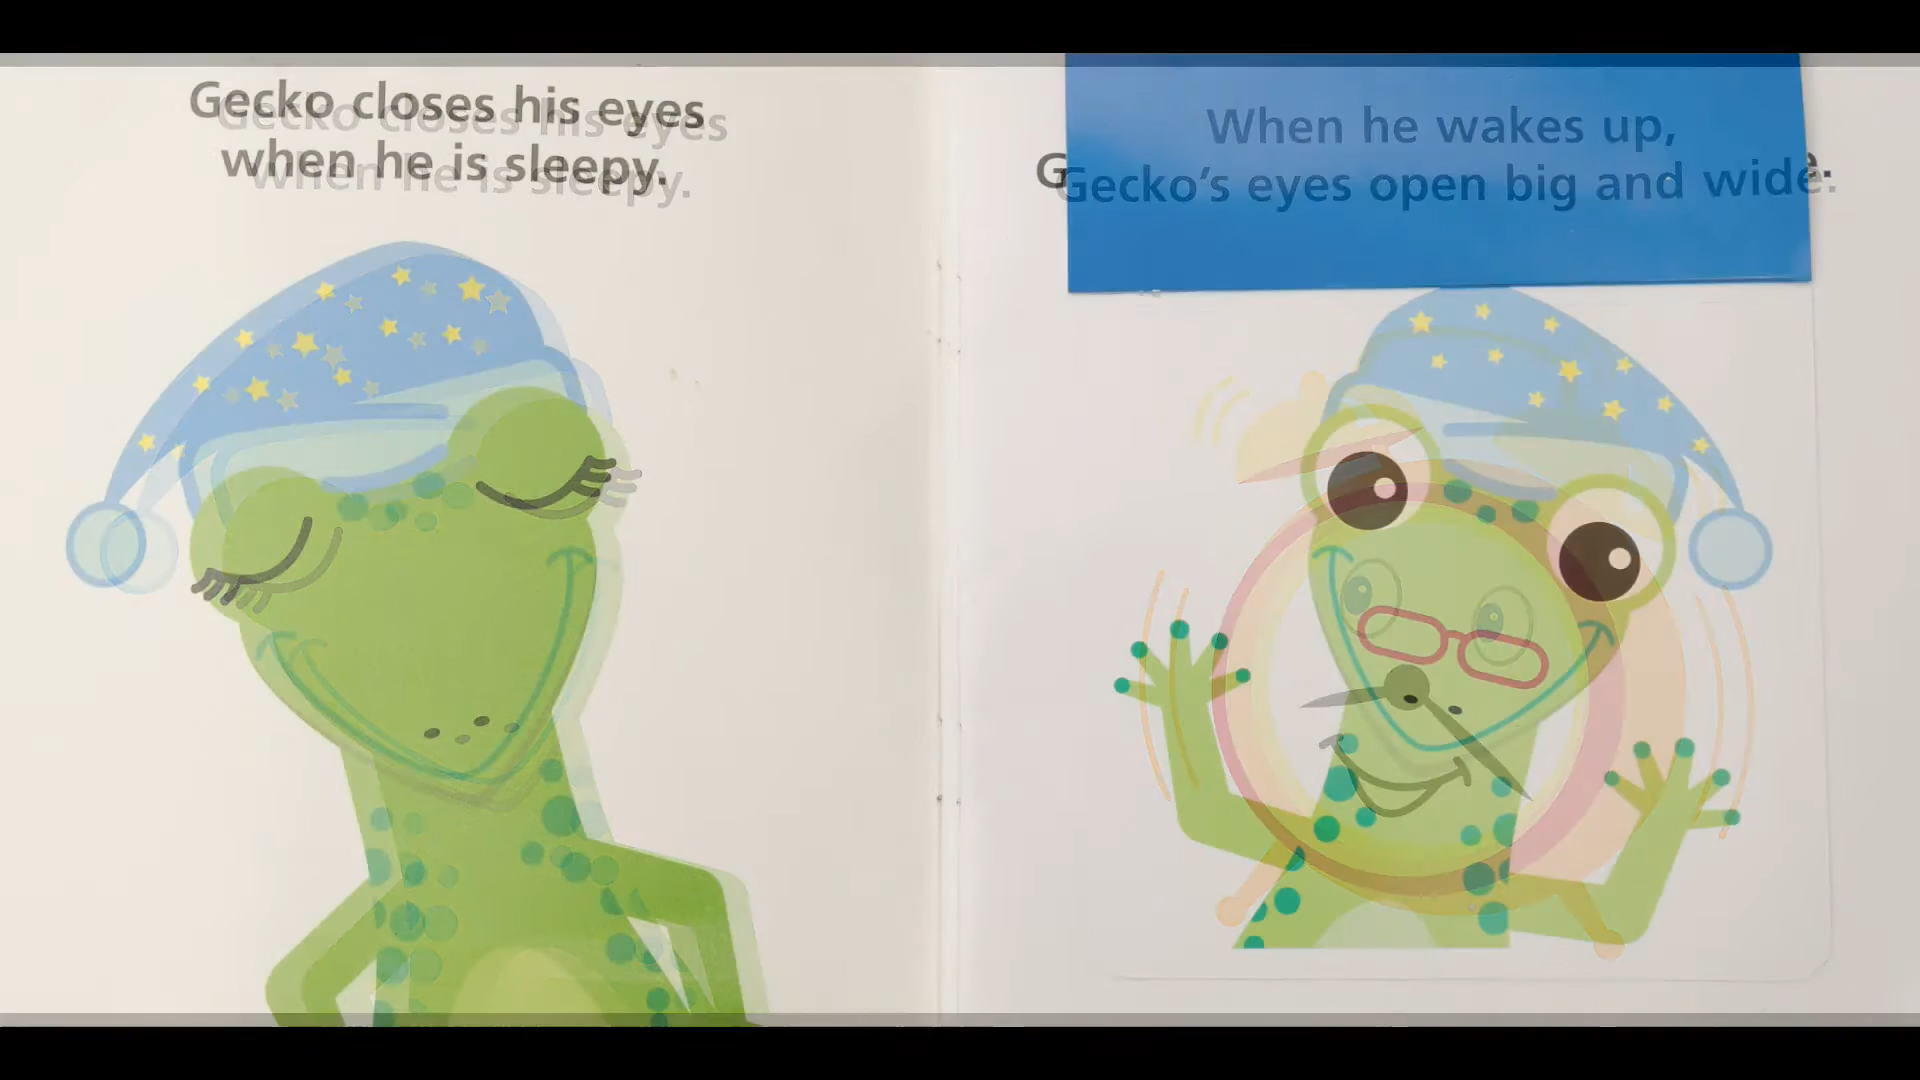 Gecko closes his eyes
when he is sleepy.
When he wakes up,
Gecko's eyes open big and wide.